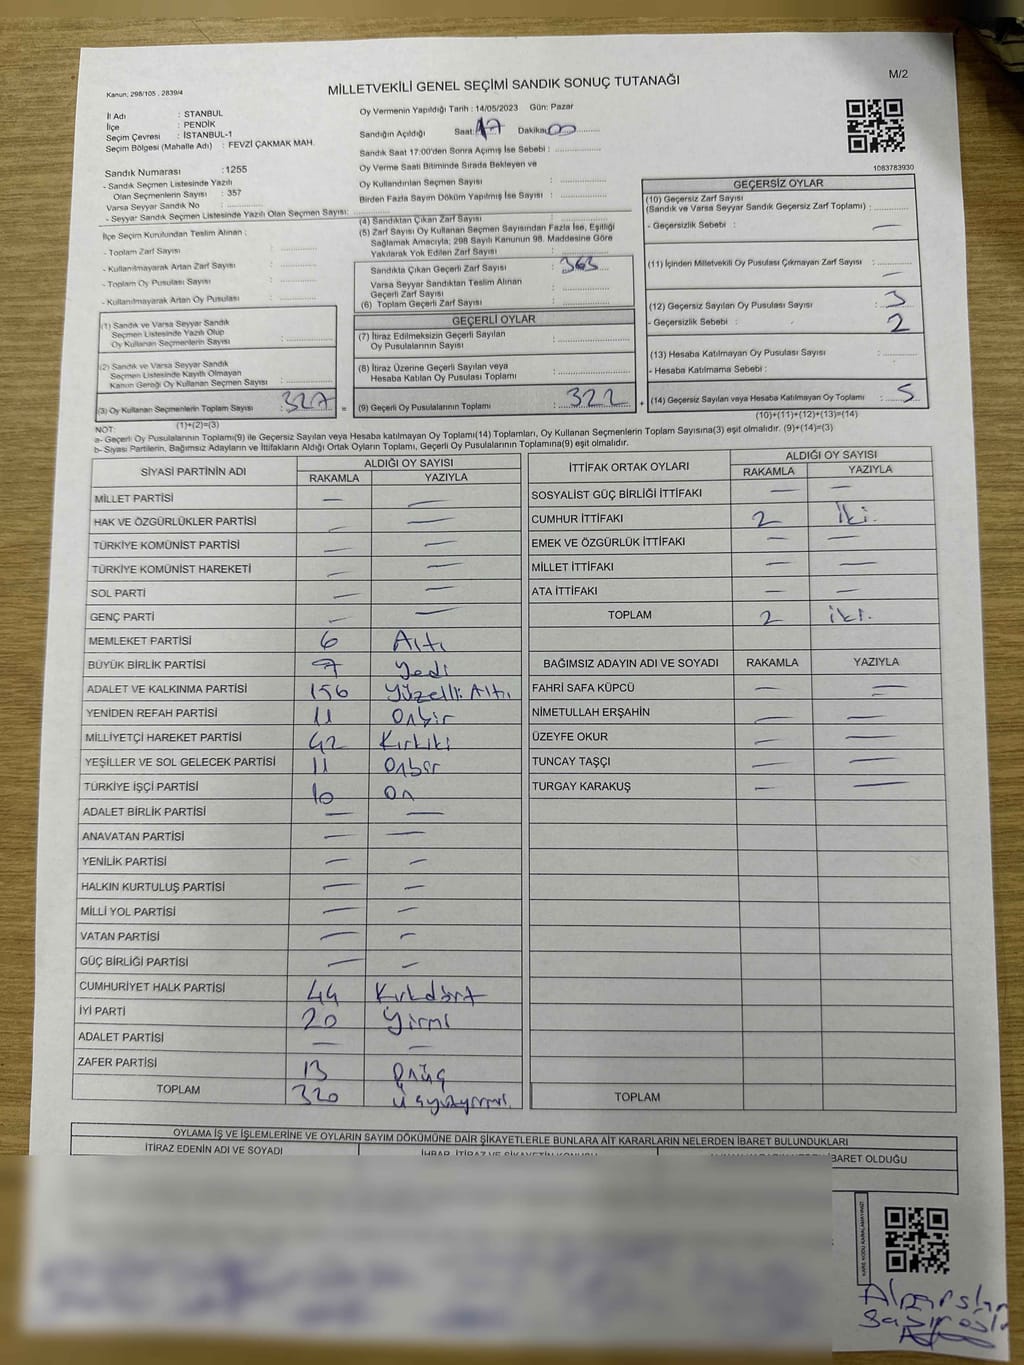 M/2
Kanun; 298/105 . 2839/4
MİLLETVEKİLİ GENEL SEÇİMİ SANDIK SONUÇ TUTANAĞI
İl Adı : STANBUL
İlçe : PENDİK
Seçim Çevresi : İSTANBUL-1
Seçim Bölgesi (Mahalle Adı) : FEVZİ ÇAKMAK MAH.
Oy Vermenin Yapıldığı Tarih : 14/05/2023 Gün: Pazar
Sandığın Açıldığı Saat: 17 Dakika: 00
Sandık Saat 17:00'den Sonra Açımış İse Sebebi :
Oy Verme Saati Bitiminde Sırada Bekleyen ve
Oy Kullandırılan Seçmen Sayısı :
Birden Fazla Sayım Döküm Yapılmış İse Sayısı :
1083783930
Sandık Numarası : 1255
- Sandık Seçmen Listesinde Yazılı
Olan Seçmenlerin Sayısı : 357
Varsa Seyyar Sandık No :
- Seyyar Sandık Seçmen Listesinde Yazılı Olan Seçmen Sayısı:
İlçe Seçim Kurulundan Teslim Alınan ;
- Toplam Zarf Sayısı :
- Kullanılmayarak Artan Zarf Sayısı :
- Toplam Oy Pusulası Sayısı :
- Kullanılmayarak Artan Oy Pusulası :
(1) Sandık ve Varsa Seyyar Sandık
Seçmen Listesinde Yazılı Olup
Oy Kullanan Seçmenlerin Sayısı :
(2) Sandık ve Varsa Seyyar Sandık
Seçmen Listesinde Kayıtlı Olmayan
Kanun Gereği Oy Kullanan Seçmen Sayısı :
(3) Oy Kullanan Seçmenlerin Toplam Sayısı : 327 =
(1)+(2)=(3)
(4) Sandıktan Çıkan Zarf Sayısı :
(5) Zarf Sayısı Oy Kullanan Seçmen Sayısından Fazla İse, Eşitliği
Sağlamak Amacıyla; 298 Sayılı Kanunun 98. Maddesine Göre
Yakılarak Yok Edilen Zarf Sayısı :
Sandıkta Çıkan Geçerli Zarf Sayısı : 363
Varsa Seyyar Sandıktan Teslim Alınan
Geçerli Zarf Sayısı :
(6) Toplam Geçerli Zarf Sayısı :
GEÇERLİ OYLAR
(7) İtiraz Edilmeksizin Geçerli Sayılan
Oy Pusulalarının Sayısı :
(8) İtiraz Üzerine Geçerli Sayılan veya
Hesaba Katılan Oy Pusulası Toplamı :
(9) Geçerli Oy Pusulalarının Toplamı : 322 +
GEÇERSİZ OYLAR
(10) Geçersiz Zarf Sayısı
(Sandık ve Varsa Seyyar Sandık Geçersiz Zarf Toplamı) :
- Geçersizlik Sebebi : —
(11) İçinden Milletvekili Oy Pusulası Çıkmayan Zarf Sayısı : —
(12) Geçersiz Sayılan Oy Pusulası Sayısı : 3
- Geçersizlik Sebebi : 2
(13) Hesaba Katılmayan Oy Pusulası Sayısı :
- Hesaba Katılmama Sebebi :
(14) Geçersiz Sayılan veya Hesaba Katılmayan Oy Toplamı : 5
(10)+(11)+(12)+(13)=(14)
NOT:
a- Geçerli Oy Pusulalarının Toplamı(9) ile Geçersiz Sayılan veya Hesaba katılmayan Oy Toplamı(14) Toplamları, Oy Kullanan Seçmenlerin Toplam Sayısına(3) eşit olmalıdır. (9)+(14)=(3)
b- Siyasi Partilerin, Bağımsız Adayların ve İttifakların Aldığı Ortak Oyların Toplamı, Geçerli Oy Pusulalarının Toplamına(9) eşit olmalıdır.
SİYASİ PARTİNİN ADI ALDIĞI OY SAYISI
RAKAMLA YAZIYLA
MİLLET PARTİSİ — —
HAK VE ÖZGÜRLÜKLER PARTİSİ — —
TÜRKİYE KOMÜNİST PARTİSİ — —
TÜRKİYE KOMÜNİST HAREKETİ — —
SOL PARTİ — —
GENÇ PARTİ — —
MEMLEKET PARTİSİ 6 Altı
BÜYÜK BİRLİK PARTİSİ 7 Yedi
ADALET VE KALKINMA PARTİSİ 156 Yüzelli Altı
YENİDEN REFAH PARTİSİ 11 Onbir
MİLLİYETÇİ HAREKET PARTİSİ 42 Kırkiki
YEŞİLLER VE SOL GELECEK PARTİSİ 11 Onbir
TÜRKİYE İŞÇİ PARTİSİ 10 On
ADALET BİRLİK PARTİSİ — —
ANAVATAN PARTİSİ — —
YENİLİK PARTİSİ — —
HALKIN KURTULUŞ PARTİSİ — —
MİLLİ YOL PARTİSİ — —
VATAN PARTİSİ — —
GÜÇ BİRLİĞİ PARTİSİ — —
CUMHURİYET HALK PARTİSİ 44 Kırkdört
İYİ PARTİ 20 Yirmi
ADALET PARTİSİ — —
ZAFER PARTİSİ 13 Onüç
TOPLAM 320 Üçyüzyirmi
İTTİFAK ORTAK OYLARI ALDIĞI OY SAYISI
RAKAMLA YAZIYLA
SOSYALİST GÜÇ BİRLİĞİ İTTİFAKI — —
CUMHUR İTTİFAKI 2 İki.
EMEK VE ÖZGÜRLÜK İTTİFAKI — —
MİLLET İTTİFAKI — —
ATA İTTİFAKI — —
TOPLAM 2 iki.
BAĞIMSIZ ADAYIN ADI VE SOYADI RAKAMLA YAZIYLA
FAHRİ SAFA KÜPCÜ — —
NİMETULLAH ERŞAHİN — —
ÜZEYFE OKUR — —
TUNCAY TAŞÇI — —
TURGAY KARAKUŞ — —
TOPLAM
OYLAMA İŞ VE İŞLEMLERİNE VE OYLARIN SAYIM DÖKÜMÜNE DAİR ŞİKAYETLERLE BUNLARA AİT KARARLARIN NELERDEN İBARET BULUNDUKLARI
İTİRAZ EDENİN ADI VE SOYADI İHBAR, İTİRAZ VE ŞİKAYETİN KONUSU İBARET OLDUĞU
KARE KODU KARALAMAYINIZ!
Alparslan